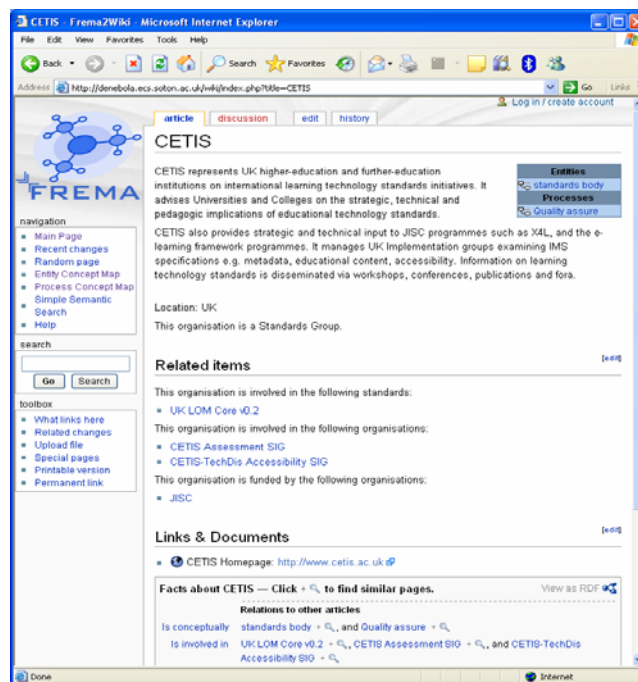 CETIS - Frema2Wiki - Microsoft Internet Explorer
File Edit View Favorites Tools Help
Back Search Favorites
Address http://denebola.ecs.soton.ac.uk/wiki/index.php?title=CETIS Go Links
Log in / create account
article discussion edit history
FREMA
navigation
Main Page
Recent changes
Random page
Entity Concept Map
Process Concept Map
Simple Semantic
Search
Help
search
Go Search
toolbox
What links here
Related changes
Upload file
Special pages
Printable version
Permanent link
CETIS
CETIS represents UK higher-education and further-education
institutions on international learning technology standards initiatives. It
advises Universities and Colleges on the strategic, technical and
pedagogic implications of educational technology standards.
Entities
standards body
Processes
Quality assure
CETIS also provides strategic and technical input to JISC programmes such as X4L, and the e-
learning framework programmes. It manages UK Implementation groups examining IMS
specifications e.g. metadata, educational content, accessibility. Information on learning
technology standards is disseminated via workshops, conferences, publications and fora.
Location: UK
This organisation is a Standards Group.
Related items [edit]
This organisation is involved in the following standards:
UK LOM Core v0.2
This organisation is involved in the following organisations:
CETIS Assessment SIG
CETIS-TechDis Accessibility SIG
This organisation is funded by the following organisations:
JISC
Links & Documents [edit]
CETIS Homepage: http://www.cetis.ac.uk
Facts about CETIS — Click + to find similar pages. View as RDF
Relations to other articles
Is conceptually standards body + , and Quality assure +
Is involved in UK LOM Core v0.2 + , CETIS Assessment SIG + , and CETIS-TechDis
Accessibility SIG +
Done Internet